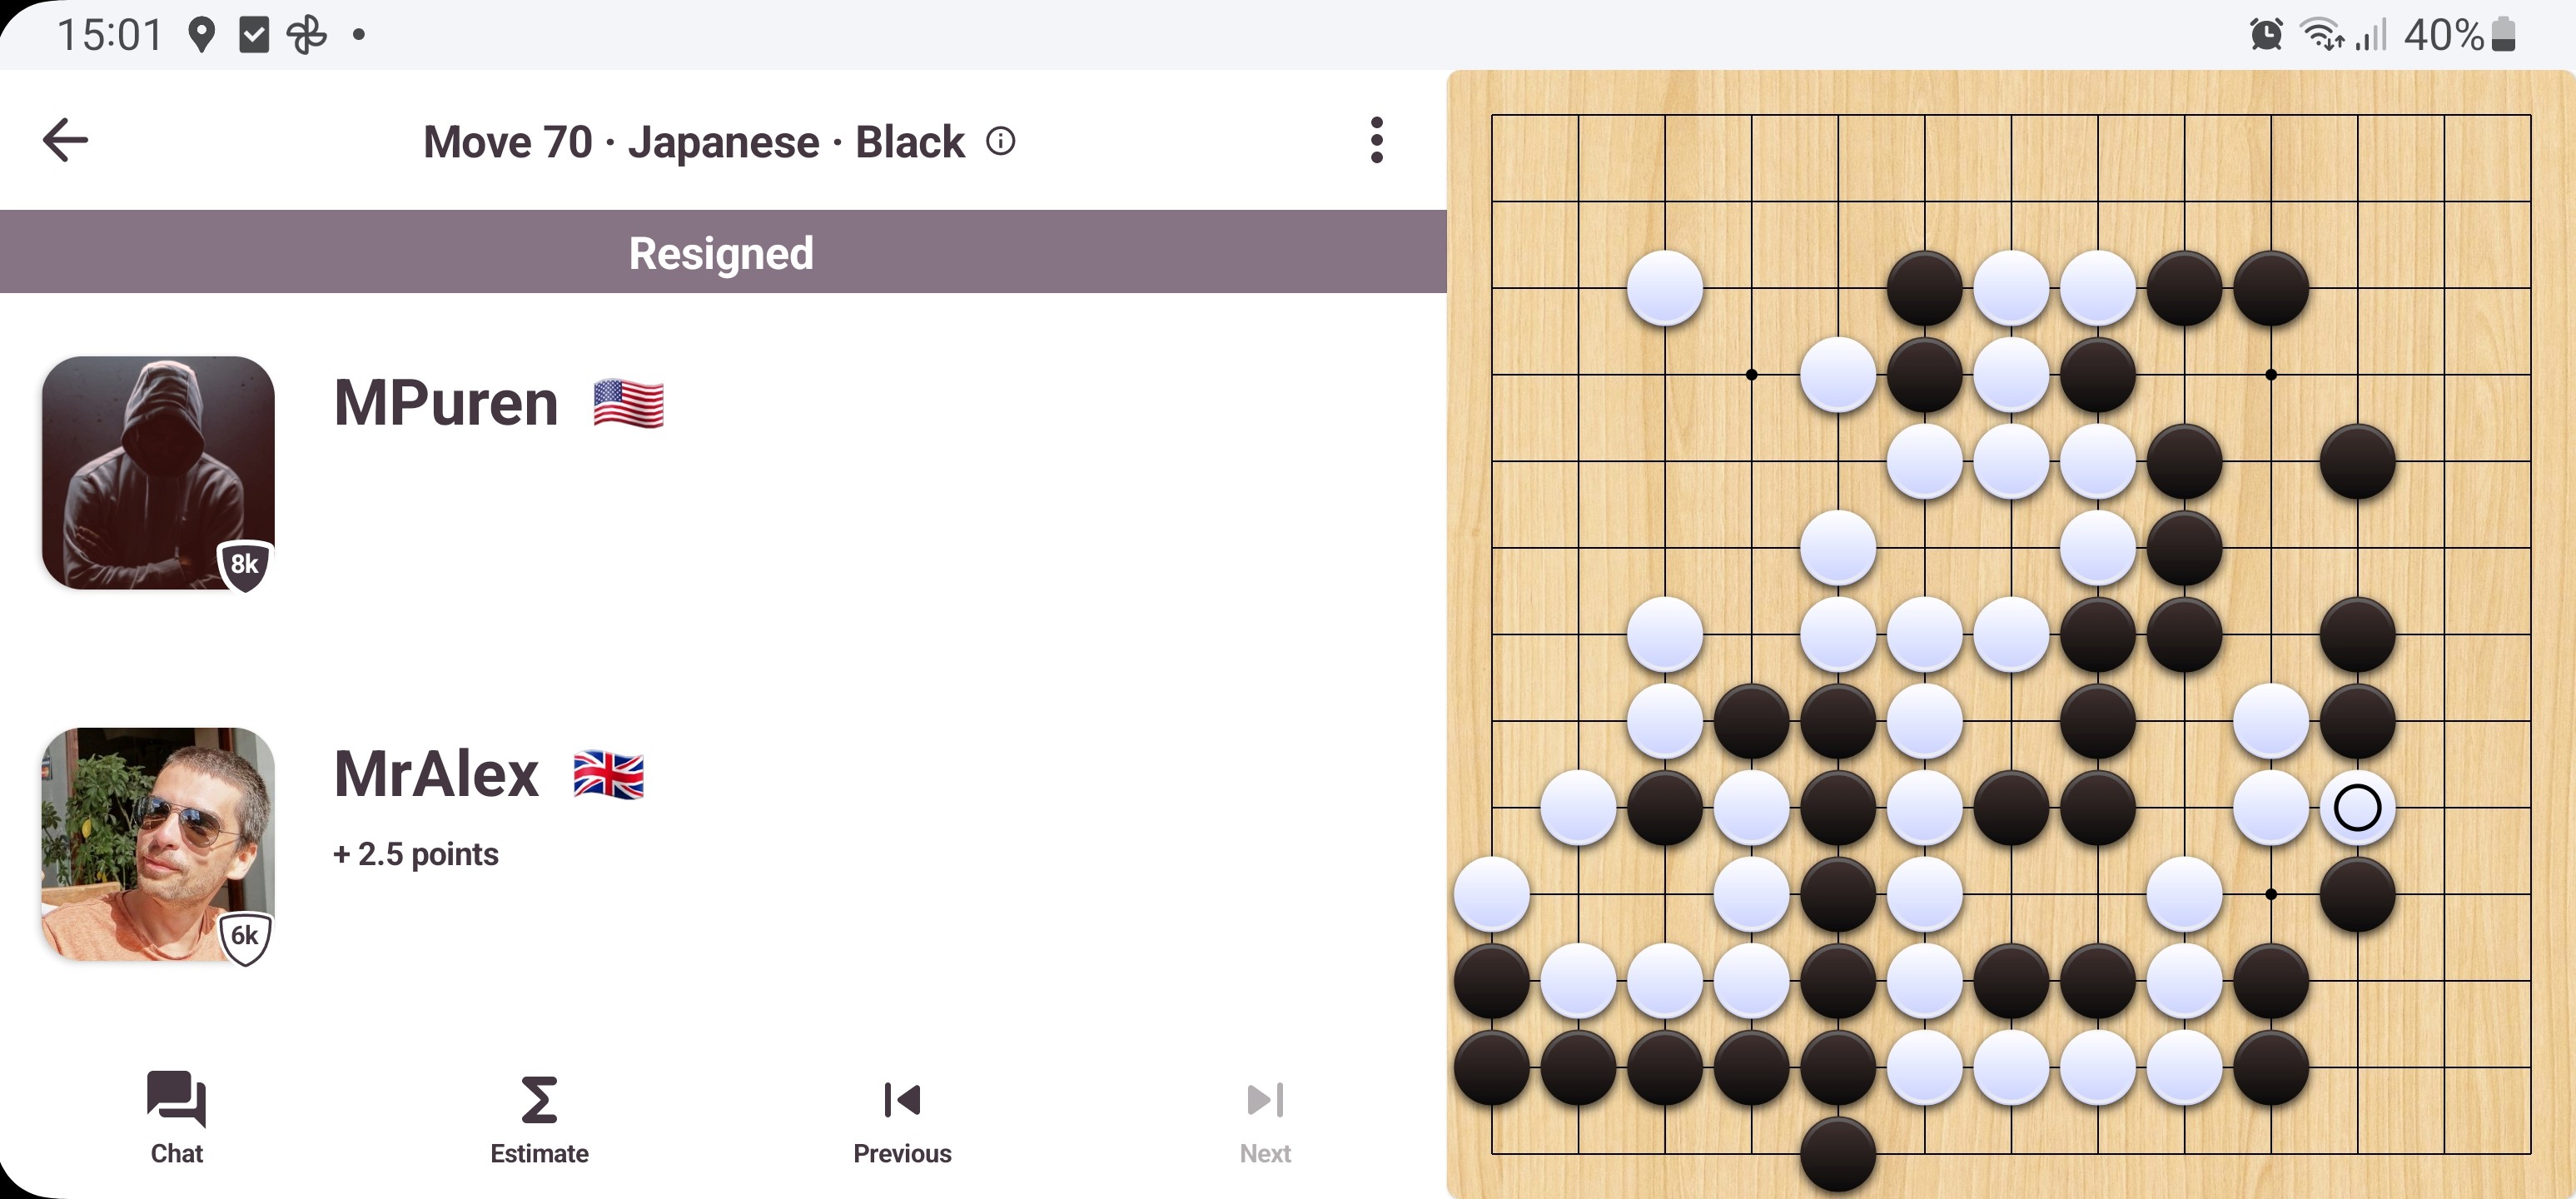 15:01
40%
Move 70 · Japanese · Black
Resigned
MPuren
8k
MrAlex
+ 2.5 points
6k
Chat
Estimate
Previous
Next